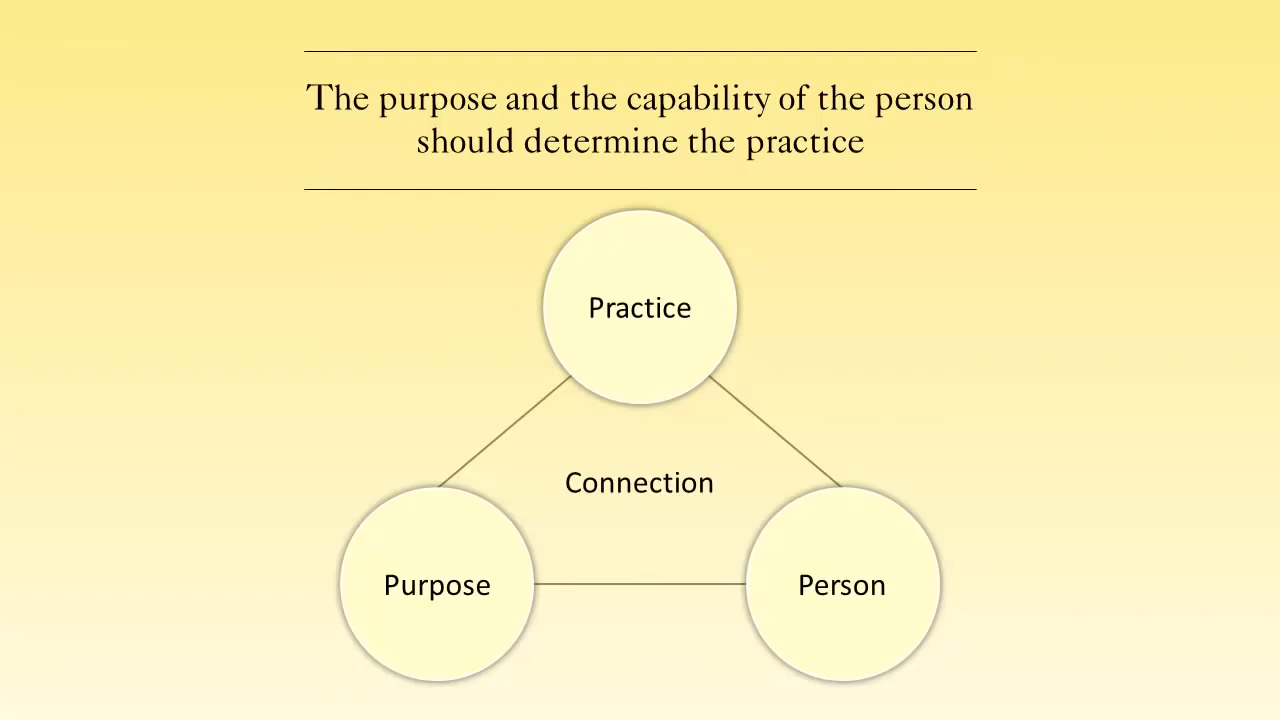 The purpose and the capability of the person
should determine the practice
Practice
Connection
Purpose
Person